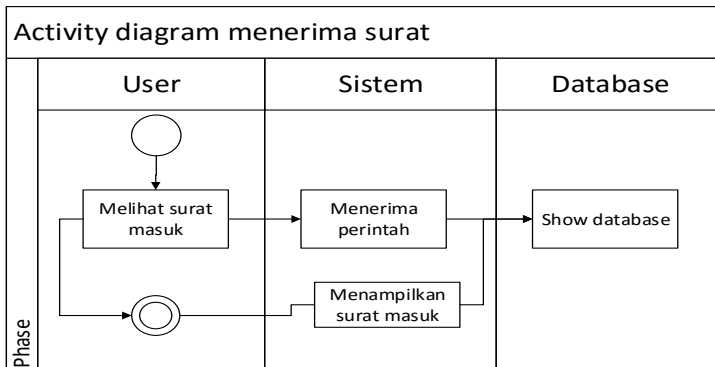 Activity diagram menerima surat
User
Sistem
Database
Melihat surat
masuk
Menerima
perintah
Show database
Menampilkan
surat masuk
Phase